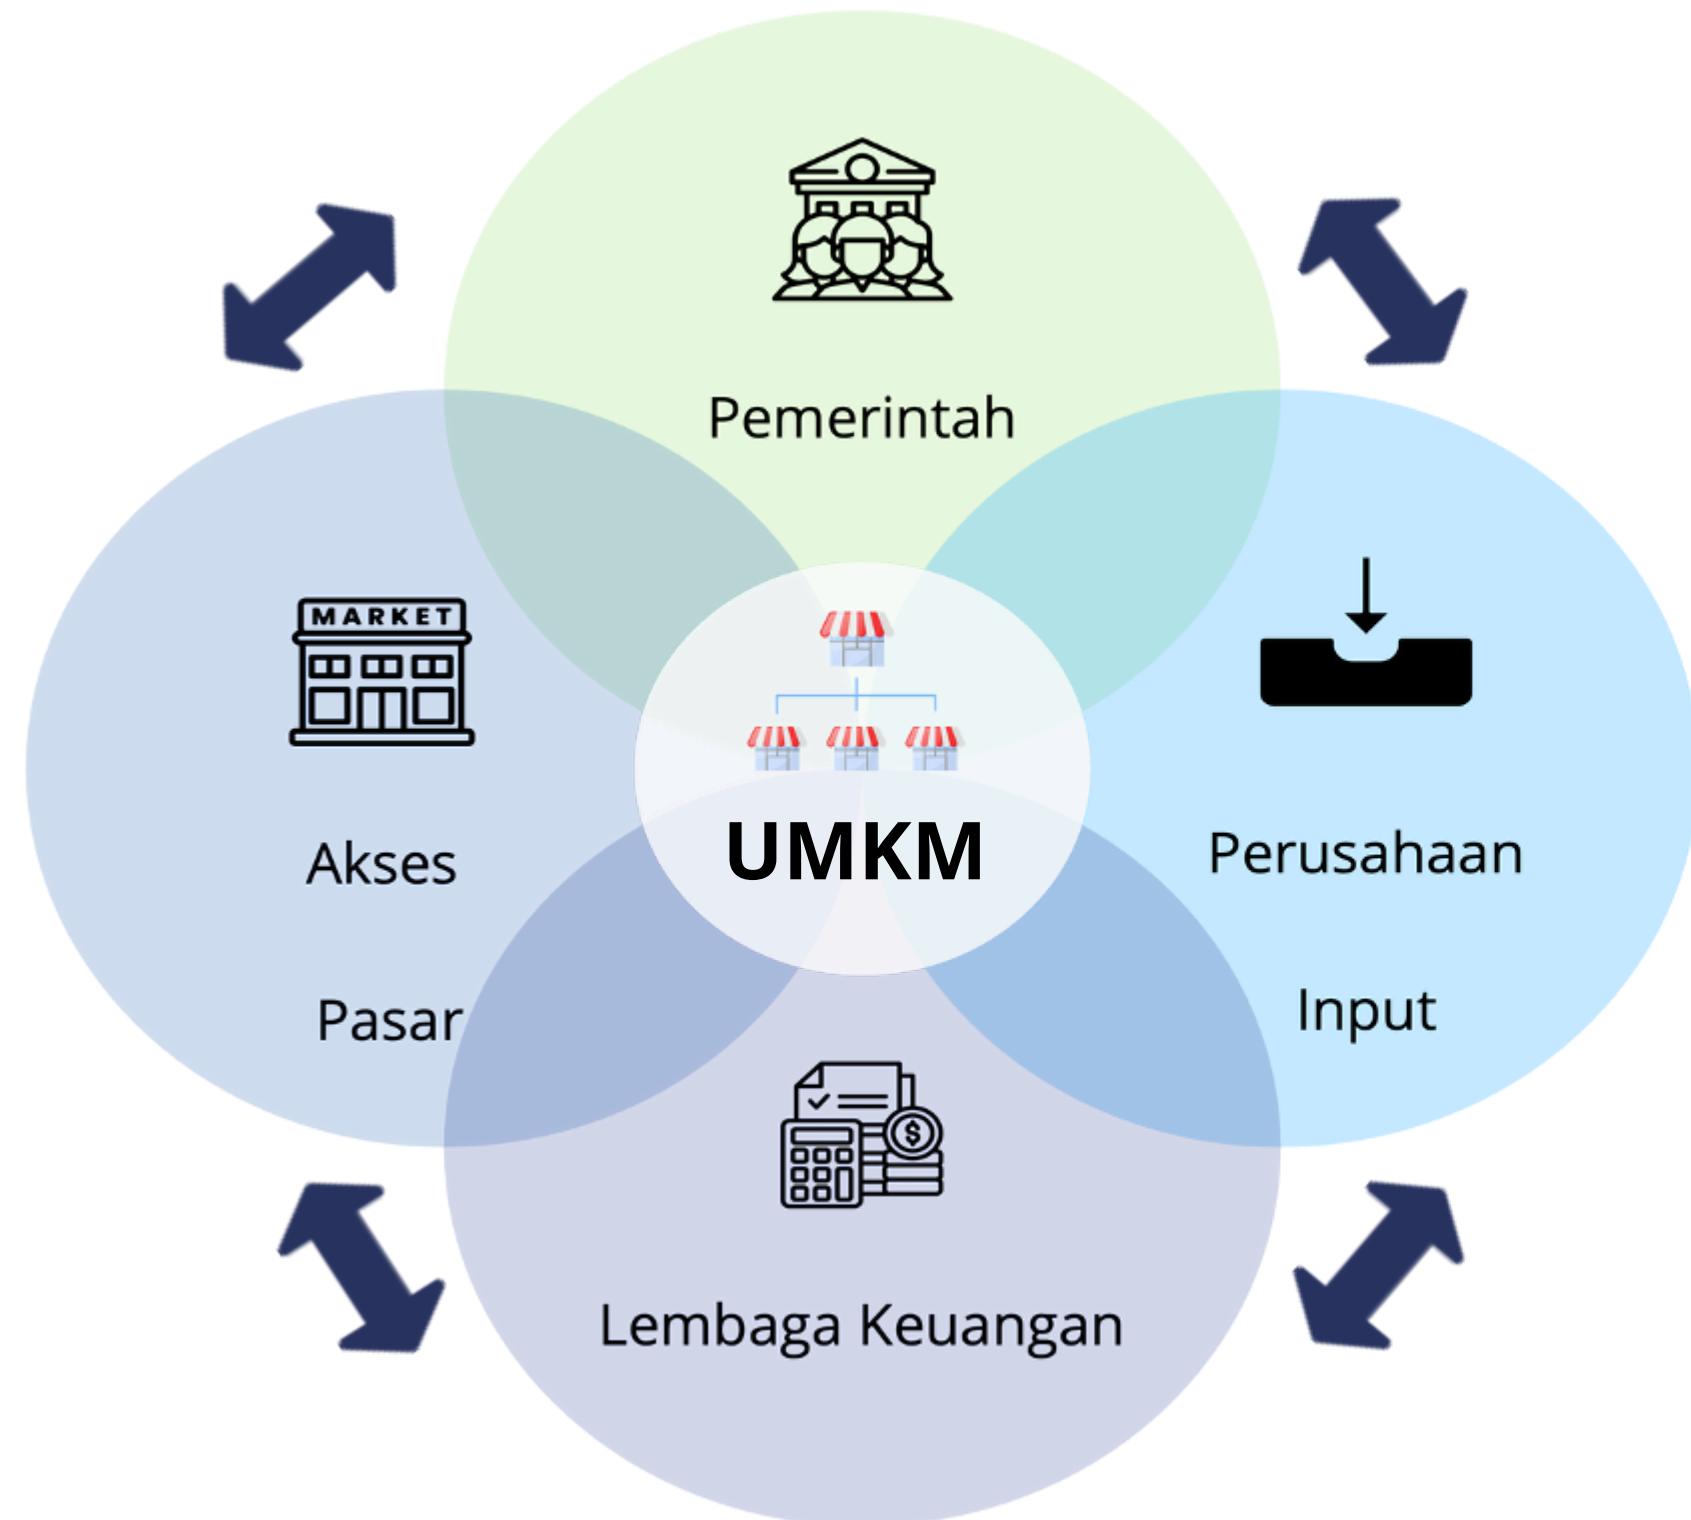 Pemerintah
MARKET
Akses
Pasar
UMKM
Perusahaan
Input
$
Lembaga Keuangan